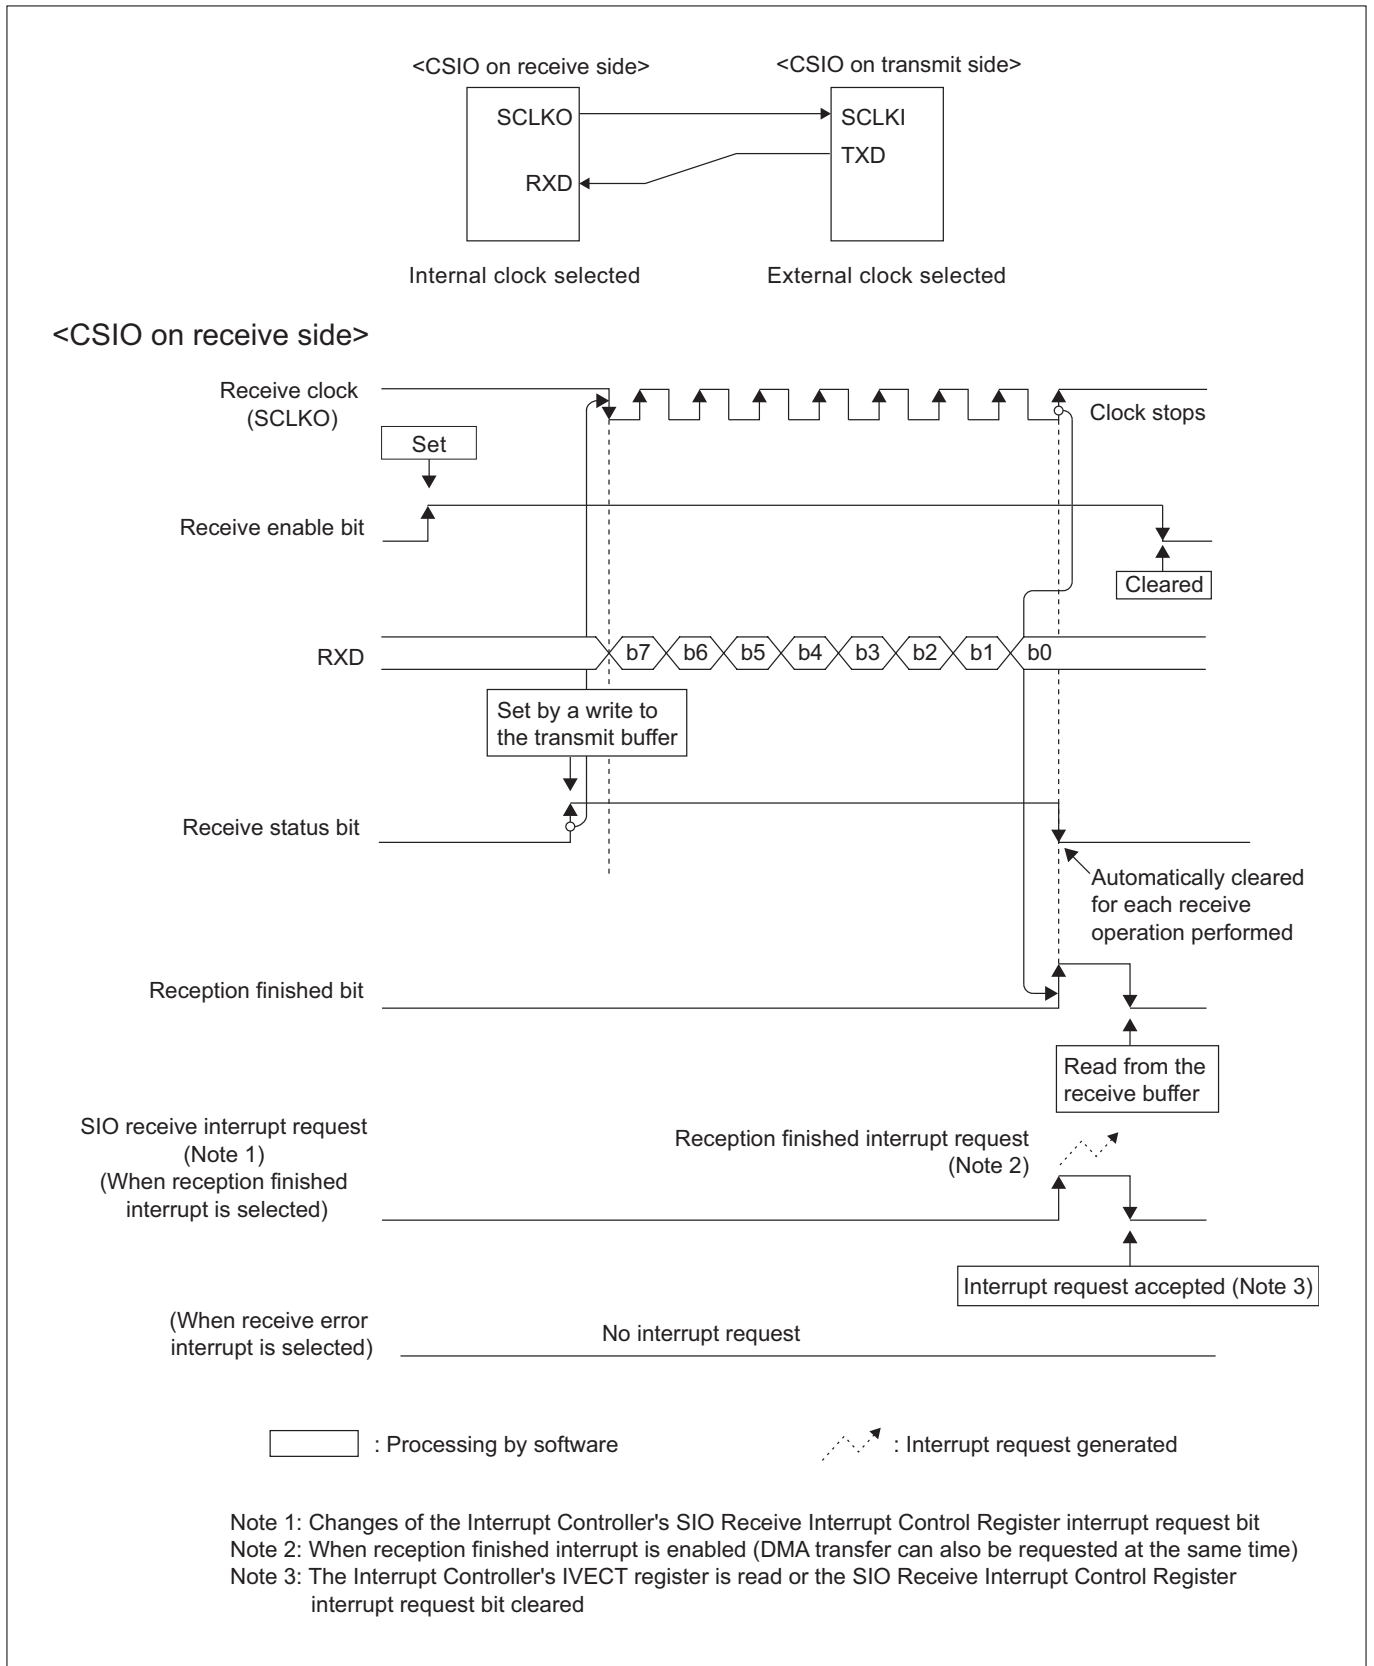 <CSIO on receive side>
<CSIO on transmit side>
SCLKO
SCLKI
TXD
RXD
Internal clock selected
External clock selected
<CSIO on receive side>
Receive clock
(SCLKO)
Clock stops
Set
Receive enable bit
Cleared
RXD
b7
b6
b5
b4
b3
b2
b1
b0
Set by a write to
the transmit buffer
Receive status bit
Automatically cleared
for each receive
operation performed
Reception finished bit
Read from the
receive buffer
SIO receive interrupt request
(Note 1)
(When reception finished
interrupt is selected)
Reception finished interrupt request
(Note 2)
Interrupt request accepted (Note 3)
(When receive error
interrupt is selected)
No interrupt request
: Processing by software
: Interrupt request generated
Note 1: Changes of the Interrupt Controller's SIO Receive Interrupt Control Register interrupt request bit
Note 2: When reception finished interrupt is enabled (DMA transfer can also be requested at the same time)
Note 3: The Interrupt Controller's IVECT register is read or the SIO Receive Interrupt Control Register
interrupt request bit cleared